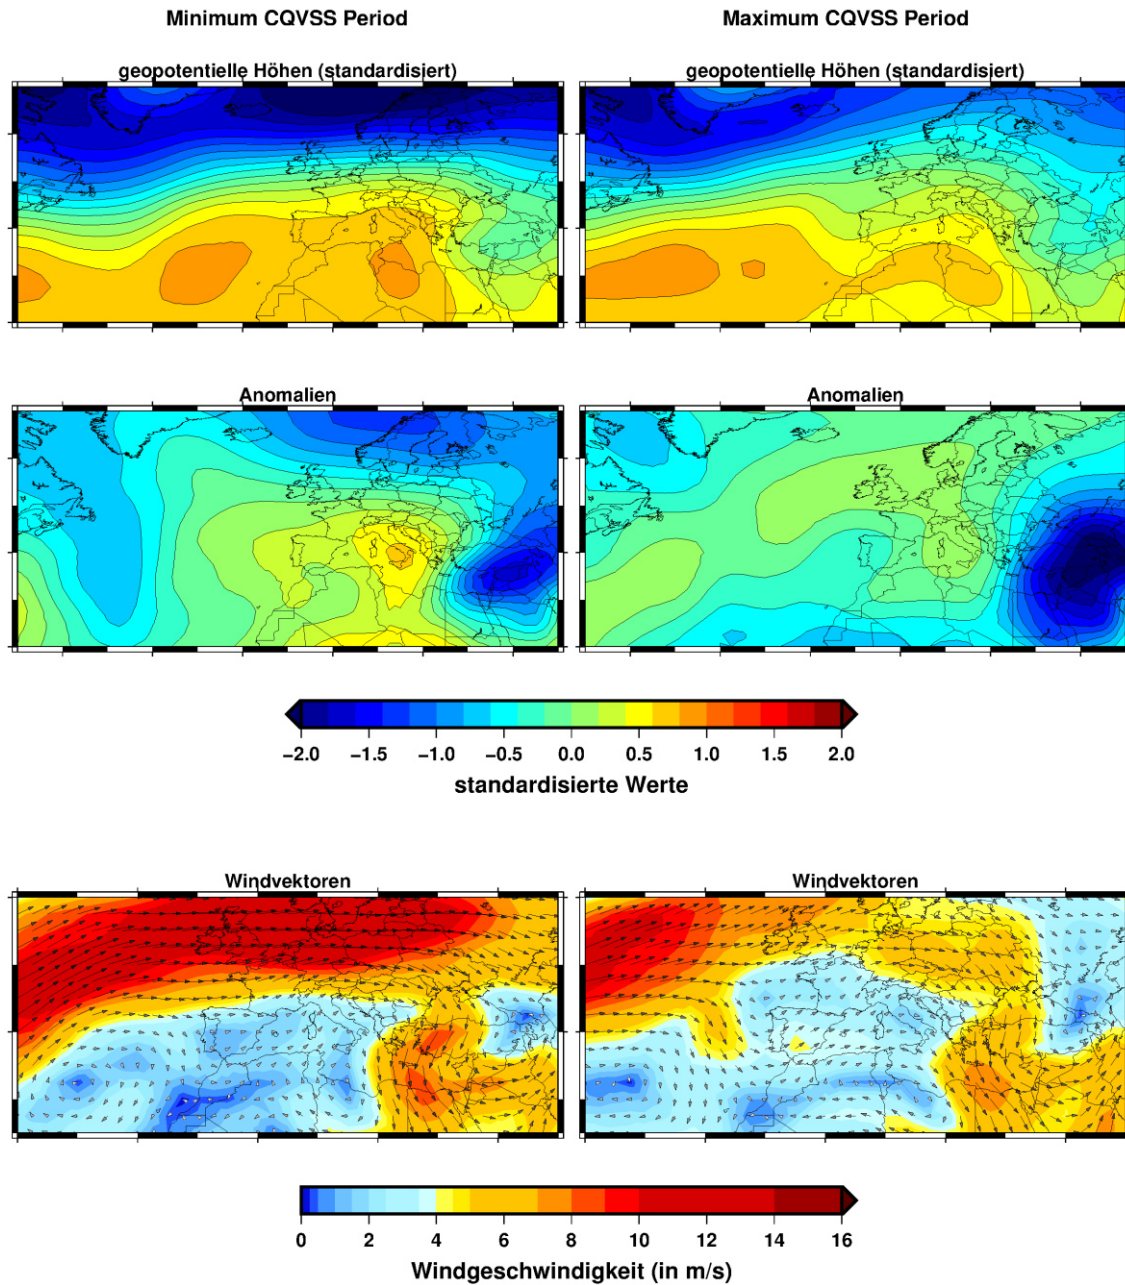 Minimum CQVSS Period
Maximum CQVSS Period
geopotentielle Höhen (standardisiert)
geopotentielle Höhen (standardisiert)
Anomalien
Anomalien
−2.0 −1.5 −1.0 −0.5 0.0 0.5 1.0 1.5 2.0
standardisierte Werte
Windvektoren
Windvektoren
0 2 4 6 8 10 12 14 16
Windgeschwindigkeit (in m/s)